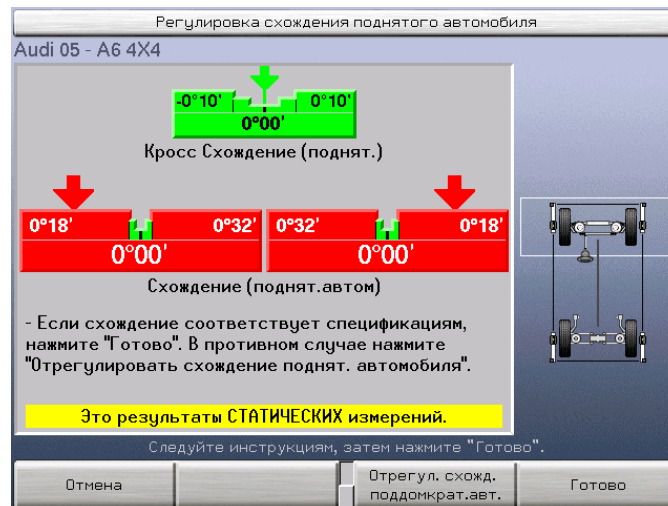 Регулировка схождения поднятого автомобиля
Audi 05 - A6 4X4
-0°10' 0°10'
0°00'
Кросс Схождение (поднят.)
0°18' 0°32' 0°32' 0°18'
0°00' 0°00'
Схождение (поднят.автом)
- Если схождение соответствует спецификациям,
нажмите "Готово". В противном случае нажмите
"Отрегулировать схождение поднят. автомобиля".
Это результаты СТАТИЧЕСКИХ измерений.
Следуйте инструкциям, затем нажмите "Готово".
Отмена
Отрегул. схожд.
поддомкрат.авт.
Готово